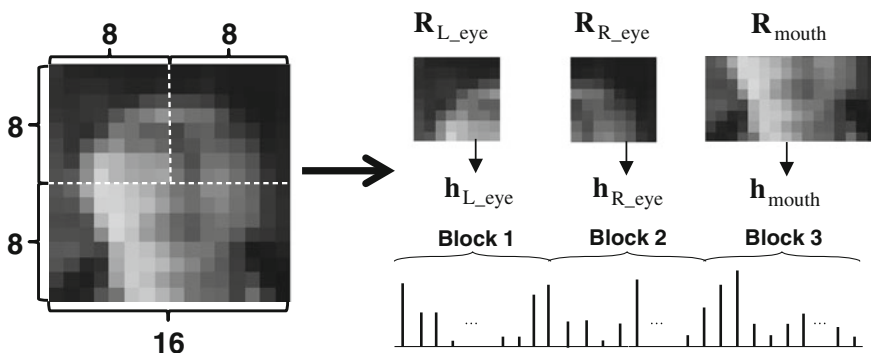 8 8
8
8
16
R_L_eye R_R_eye R_mouth
h_L_eye h_R_eye h_mouth
Block 1 Block 2 Block 3
... ... ...